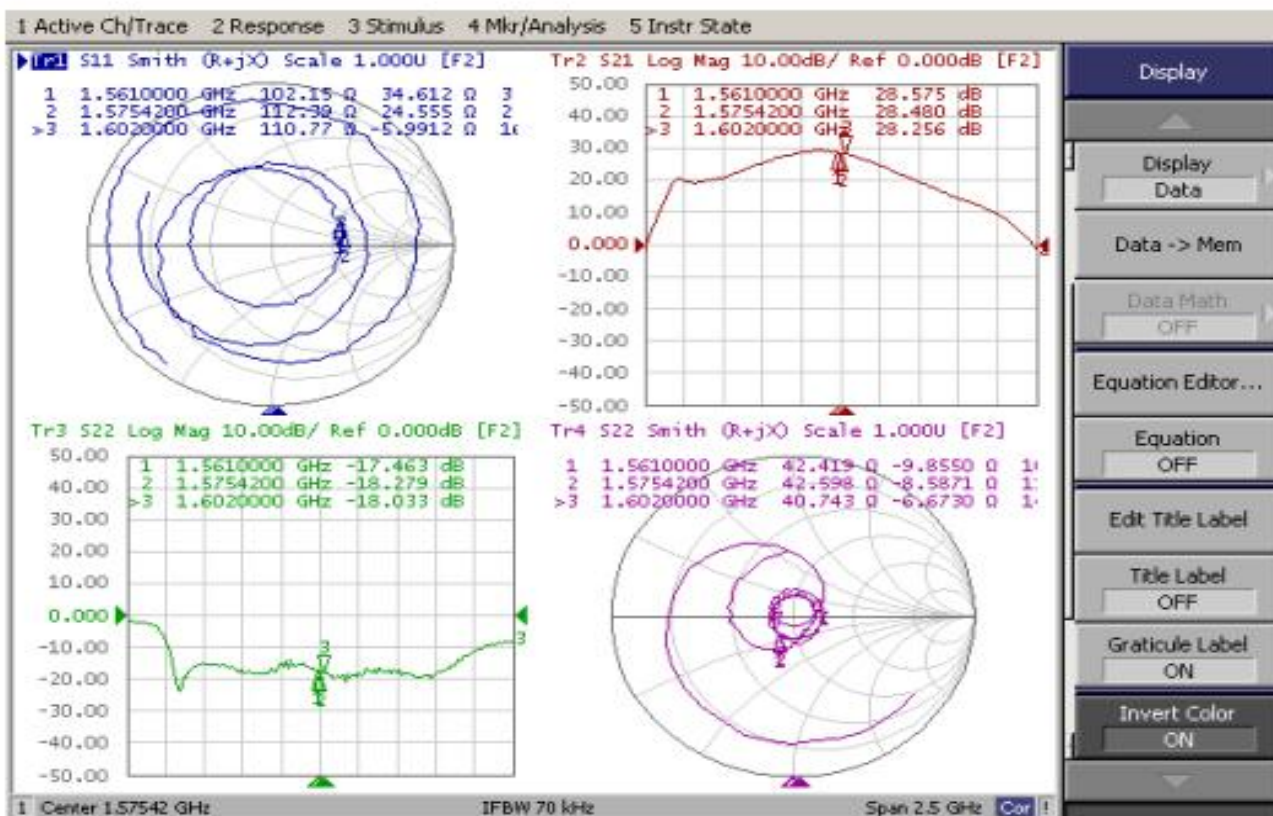 1 Active Ch/Trace 2 Response 3 Stimulus 4 Mkr/Analysis 5 Instr State
Tr1 S11 Smith (R+jX) Scale 1.000U [F2]
1 1.5610000 GHz 102.15 Ω 34.612 Ω 3
2 1.5754200 GHz 112.39 Ω 24.555 Ω 2
>3 1.6020000 GHz 110.77 Ω -5.9912 Ω
Tr2 S21 Log Mag 10.00dB/ Ref 0.000dB [F2]
50.00
40.00
30.00
20.00
10.00
0.000
-10.00
-20.00
-30.00
-40.00
-50.00
1 1.5610000 GHz 28.575 dB
2 1.5754200 GHz 28.480 dB
>3 1.6020000 GHz 28.256 dB
Tr3 S22 Log Mag 10.00dB/ Ref 0.000dB [F2]
50.00
40.00
30.00
20.00
10.00
0.000
-10.00
-20.00
-30.00
-40.00
-50.00
1 1.5610000 GHz -17.463 dB
2 1.5754200 GHz -18.279 dB
>3 1.6020000 GHz -18.033 dB
3
3
Tr4 S22 Smith (R+jX) Scale 1.000U [F2]
1 1.5610000 GHz 42.419 Ω -9.8550 Ω
2 1.5754200 GHz 42.598 Ω -8.5871 Ω
>3 1.6020000 GHz 40.743 Ω -6.6730 Ω
1 Center 1.57542 GHz IFBW 70 kHz Span 2.5 GHz Cor !
Display
Display
Data
Data -> Mem
Data Math
OFF
Equation Editor...
Equation
OFF
Edit Title Label
Title Label
OFF
Graticule Label
ON
Invert Color
ON